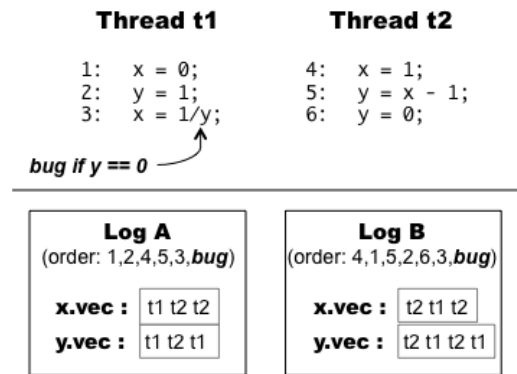 Thread t1
1: x = 0;
2: y = 1;
3: x = 1/y;
bug if y == 0
Thread t2
4: x = 1;
5: y = x - 1;
6: y = 0;
Log A
(order: 1,2,4,5,3,bug)
x.vec : t1 t2 t2
y.vec : t1 t2 t1
Log B
(order: 4,1,5,2,6,3,bug)
x.vec : t2 t1 t2
y.vec : t2 t1 t2 t1